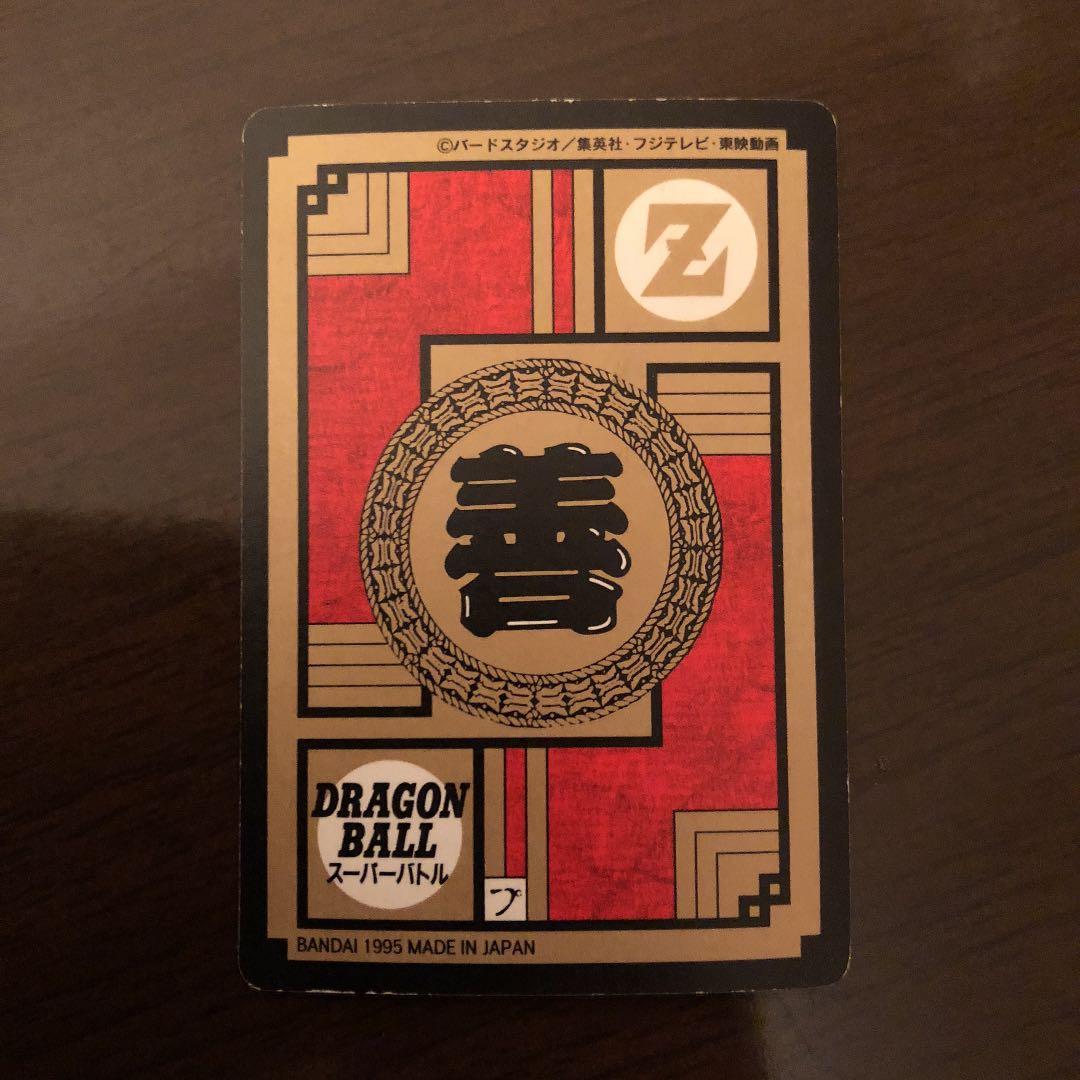 ©バードスタジオ／集英社・フジテレビ・東映動画
Z
善
DRAGON
BALL
スーパーバトル
プ
BANDAI 1995 MADE IN JAPAN